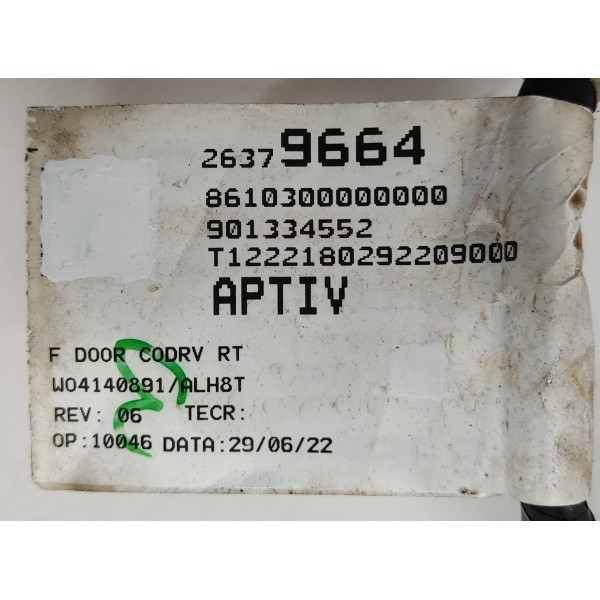 26379664
8610300000000
901334552
T1222180292209000
APTIV
F DOOR CODRV RT
W04140891/ALH8T
REV: 06 TECR:
OP:10046 DATA:29/06/22